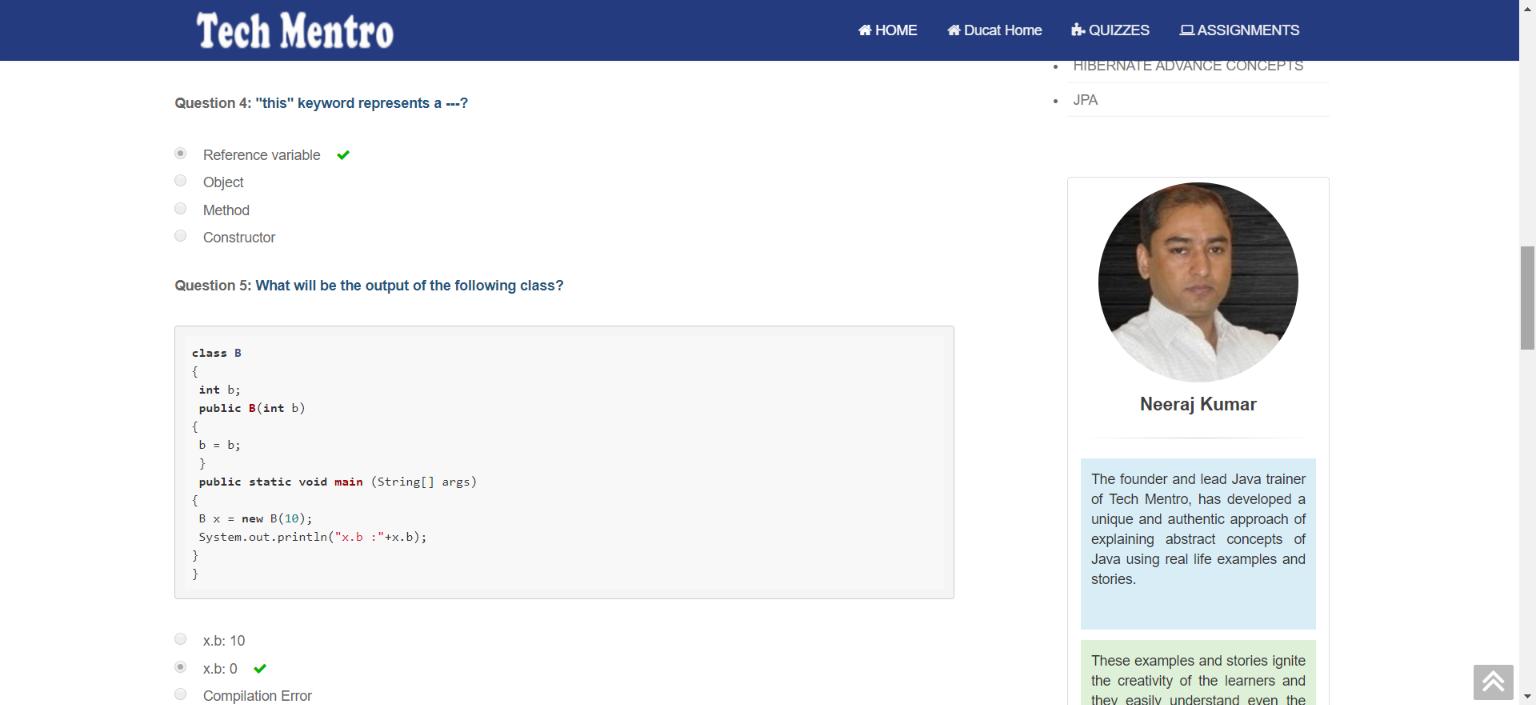 Tech Mentro
HOME
Ducat Home
QUIZZES
ASSIGNMENTS
Question 4: "this" keyword represents a ---?
Reference variable
Object
Method
Constructor
Question 5: What will be the output of the following class?
class B
{
int b;
public B(int b)
{
b = b;
}
public static void main (String[] args)
{
B x = new B(10);
System.out.println("x.b :"+x.b);
}
}
x.b: 10
x.b: 0
Compilation Error
HIBERNATE ADVANCE CONCEPTS
JPA
Neeraj Kumar
The founder and lead Java trainer
of Tech Mentro, has developed a
unique and authentic approach of
explaining abstract concepts of
Java using real life examples and
stories.
These examples and stories ignite
the creativity of the learners and
they easily understand even the